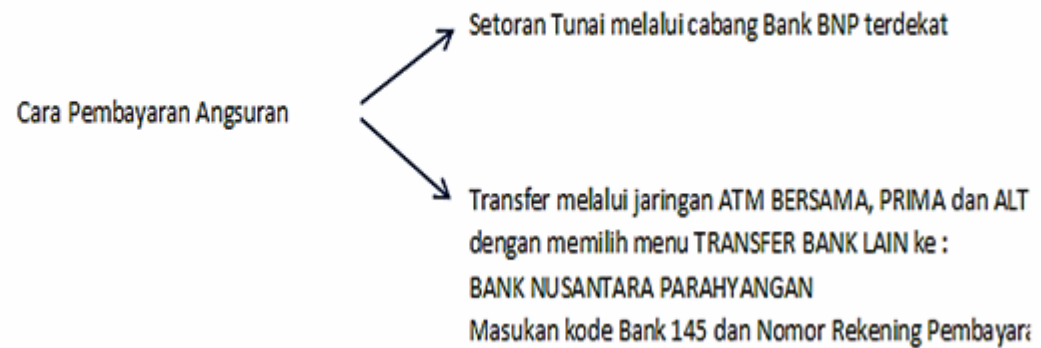 Setoran Tunai melalui cabang Bank BNP terdekat
Cara Pembayaran Angsuran
Transfer melalui jaringan ATM BERSAMA, PRIMA dan ALT
dengan memilih menu TRANSFER BANK LAIN ke :
BANK NUSANTARA PARAHYANGAN
Masukan kode Bank 145 dan Nomor Rekening